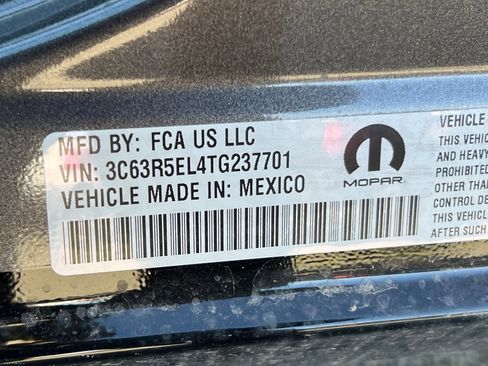 MFD BY: FCA US LLC
VIN: 3C63R5EL4TG237701
VEHICLE MADE IN: MEXICO
MOPAR
VEHICLE
THIS VEHIC
AND HEAVY
PROHIBITED
OTHER THAN
CONTROL DE
THIS VEHICL
AFTER SUCH